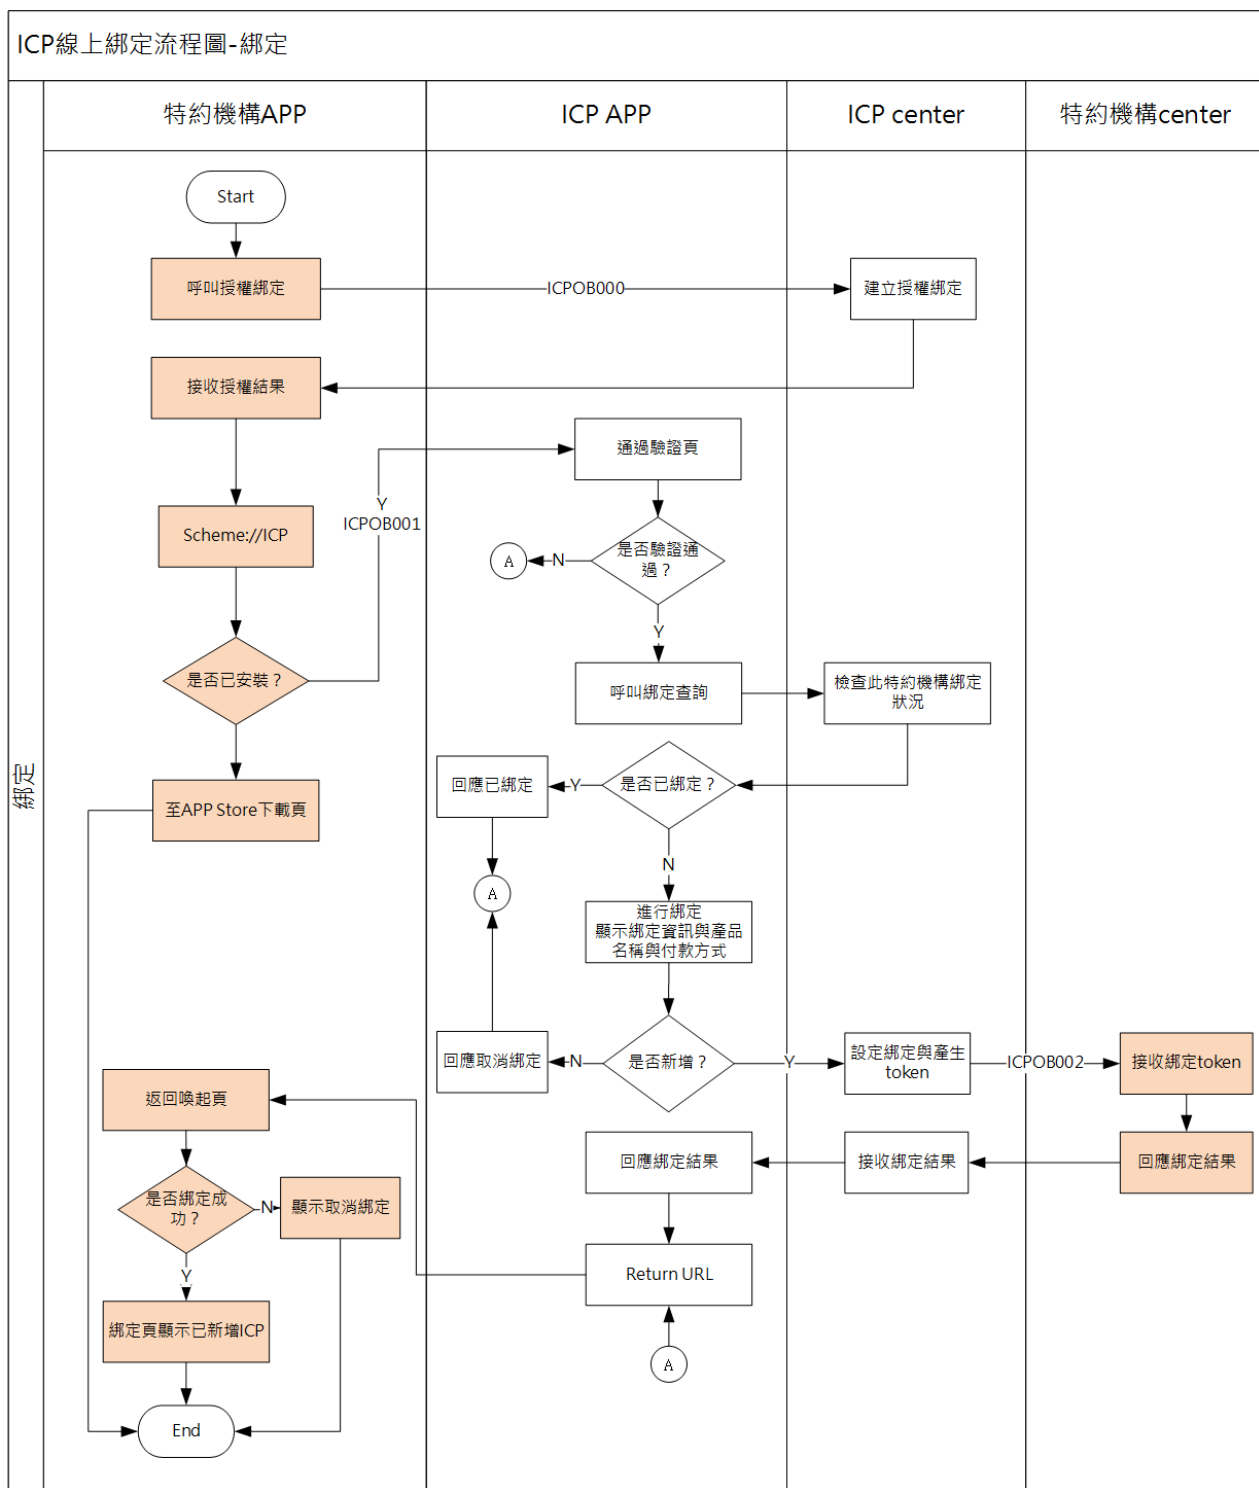 ICP線上綁定流程圖-綁定
特約機構APP
ICP APP
ICP center
特約機構center
綁定
Start
呼叫授權綁定
ICPOB000
建立授權綁定
接收授權結果
通過驗證頁
Y
ICPOB001
Scheme://ICP
是否驗證通
過？
N
A
Y
是否已安裝？
呼叫綁定查詢
檢查此特約機構綁定
狀況
回應已綁定
Y
是否已綁定？
至APP Store下載頁
N
A
進行綁定
顯示綁定資訊與產品
名稱與付款方式
回應取消綁定
N
是否新增？
Y
設定綁定與產生
token
ICPOB002
接收綁定token
返回喚起頁
回應綁定結果
接收綁定結果
回應綁定結果
是否綁定成
功？
N
顯示取消綁定
Y
Return URL
綁定頁顯示已新增ICP
A
End